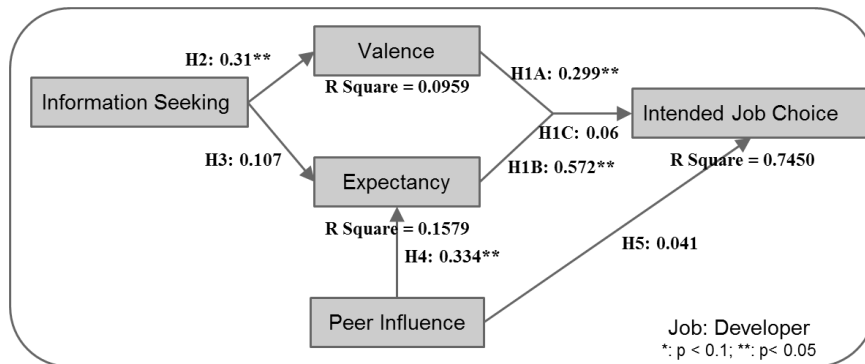 H2: 0.31**
Valence
H1A: 0.299**
R Square = 0.0959
Information Seeking
Intended Job Choice
H1C: 0.06
H3: 0.107
H1B: 0.572**
R Square = 0.7450
Expectancy
R Square = 0.1579
H4: 0.334**
H5: 0.041
Peer Influence
Job: Developer
*: p < 0.1; **: p< 0.05